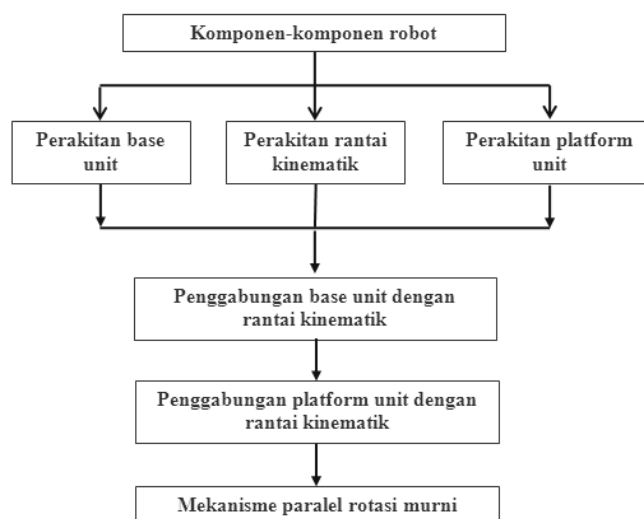 Komponen-komponen robot
Perakitan base
unit
Perakitan rantai
kinematik
Perakitan platform
unit
Penggabungan base unit dengan
rantai kinematik
Penggabungan platform unit dengan
rantai kinematik
Mekanisme paralel rotasi murni